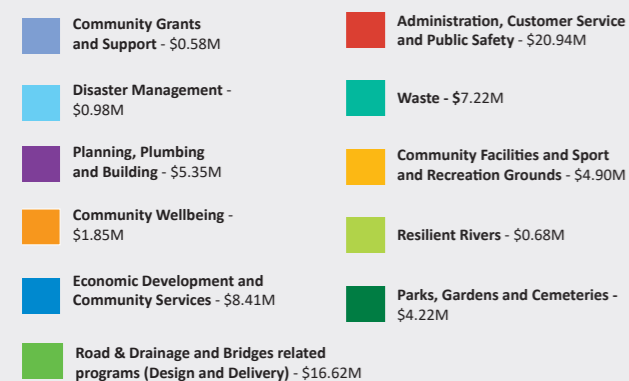 Community Grants
and Support - $0.58M
Disaster Management -
$0.98M
Planning, Plumbing
and Building - $5.35M
Community Wellbeing -
$1.85M
Economic Development and
Community Services - $8.41M
Road & Drainage and Bridges related
programs (Design and Delivery) - $16.62M
Administration, Customer Service
and Public Safety - $20.94M
Waste - $7.22M
Community Facilities and Sport
and Recreation Grounds - $4.90M
Resilient Rivers - $0.68M
Parks, Gardens and Cemeteries -
$4.22M